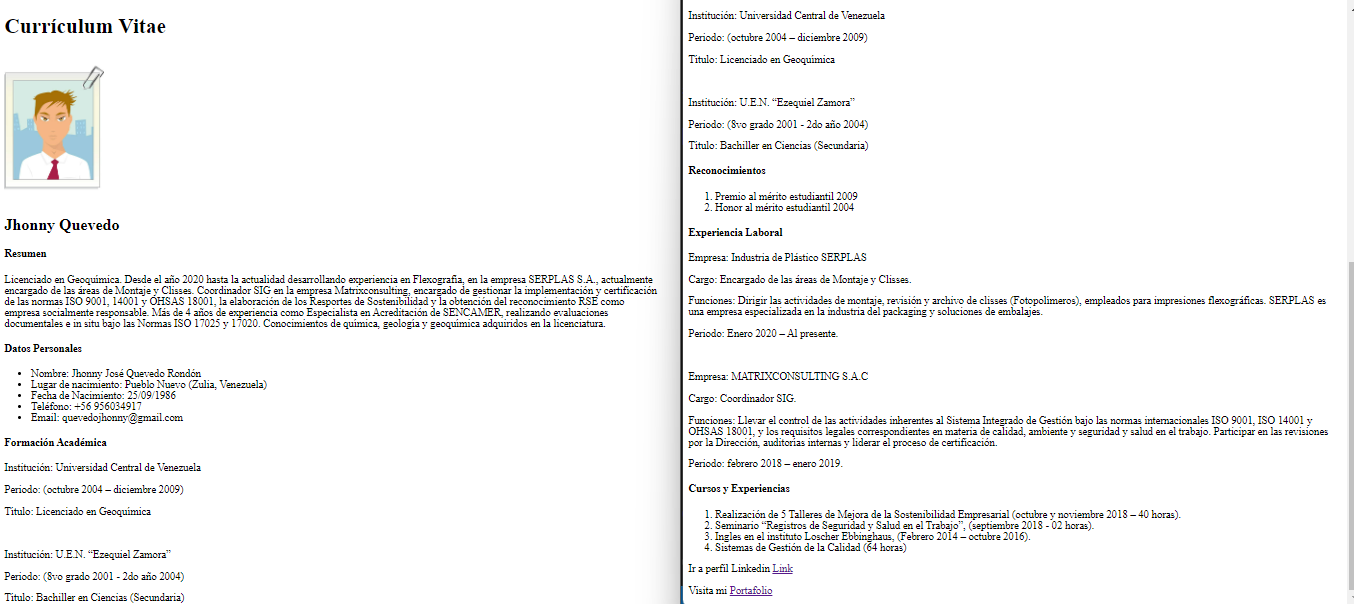 Currículum Vitae
Jhonny Quevedo
Resumen
Licenciado en Geoquímica. Desde el año 2020 hasta la actualidad desarrollando experiencia en Flexografía, en la empresa SERPLAS S.A., actualmente
encargado de las áreas de Montaje y Clisses. Coordinador SIG en la empresa Matrixconsulting, encargado de gestionar la implementación y certificación
de las normas ISO 9001, 14001 y OHSAS 18001, la elaboración de los Resportes de Sostenibilidad y la obtención del reconocimiento RSE como
empresa socialmente responsable. Más de 4 años de experiencia como Especialista en Acreditación de SENCAMER, realizando evaluaciones
documentales e in situ bajo las Normas ISO 17025 y 17020. Conocimientos de química, geología y geoquímica adquiridos en la licenciatura.
Datos Personales
Nombre: Jhonny José Quevedo Rondón
Lugar de nacimiento: Pueblo Nuevo (Zulia, Venezuela)
Fecha de Nacimiento: 25/09/1986
Teléfono: +56 956034917
Email: quevedojhonny@gmail.com
Formación Académica
Institución: Universidad Central de Venezuela
Periodo: (octubre 2004 – diciembre 2009)
Titulo: Licenciado en Geoquímica
Institución: U.E.N. “Ezequiel Zamora”
Periodo: (8vo grado 2001 - 2do año 2004)
Titulo: Bachiller en Ciencias (Secundaria)
Institución: Universidad Central de Venezuela
Periodo: (octubre 2004 – diciembre 2009)
Titulo: Licenciado en Geoquímica
Institución: U.E.N. “Ezequiel Zamora”
Periodo: (8vo grado 2001 - 2do año 2004)
Titulo: Bachiller en Ciencias (Secundaria)
Reconocimientos
1. Premio al mérito estudiantil 2009
2. Honor al mérito estudiantil 2004
Experiencia Laboral
Empresa: Industria de Plástico SERPLAS
Cargo: Encargado de las áreas de Montaje y Clisses.
Funciones: Dirigir las actividades de montaje, revisión y archivo de clisses (Fotopolímeros), empleados para impresiones flexográficas. SERPLAS es
una empresa especializada en la industria del packaging y soluciones de embalajes.
Periodo: Enero 2020 – Al presente.
Empresa: MATRIXCONSULTING S.A.C
Cargo: Coordinador SIG.
Funciones: Llevar el control de las actividades inherentes al Sistema Integrado de Gestión bajo las normas internacionales ISO 9001, ISO 14001 y
OHSAS 18001, y los requisitos legales correspondientes en materia de calidad, ambiente y seguridad y salud en el trabajo. Participar en las revisiones
por la Dirección, auditorías internas y liderar el proceso de certificación.
Periodo: febrero 2018 – enero 2019.
Cursos y Experiencias
1. Realización de 5 Talleres de Mejora de la Sostenibilidad Empresarial (octubre y noviembre 2018 – 40 horas).
2. Seminario “Registros de Seguridad y Salud en el Trabajo”, (septiembre 2018 - 02 horas).
3. Ingles en el instituto Loscher Ebbinghaus, (Febrero 2014 – octubre 2016).
4. Sistemas de Gestión de la Calidad (64 horas)
Ir a perfil Linkedin Link
Visita mi Portafolio